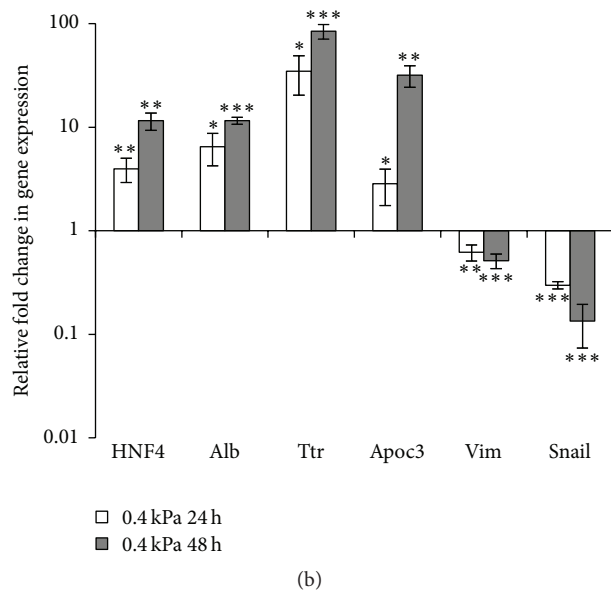 100
10
1
0.1
0.01
Relative fold change in gene expression
** ** * *** * *** * ** ** *** *** ***
HNF4 Alb Ttr Apoc3 Vim Snail
0.4 kPa 24 h
0.4 kPa 48 h
(b)